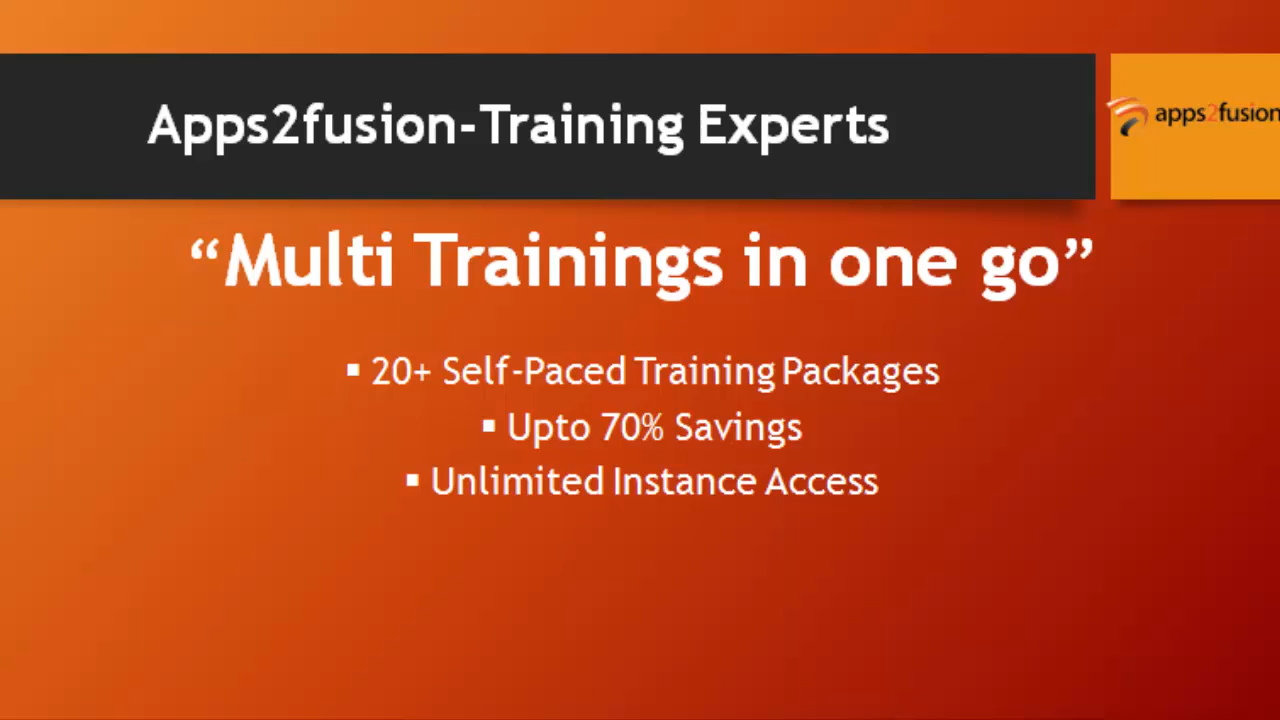 Apps2fusion-Training Experts
apps2fusion
“Multi Trainings in one go”
▪ 20+ Self-Paced Training Packages
▪ Upto 70% Savings
▪ Unlimited Instance Access